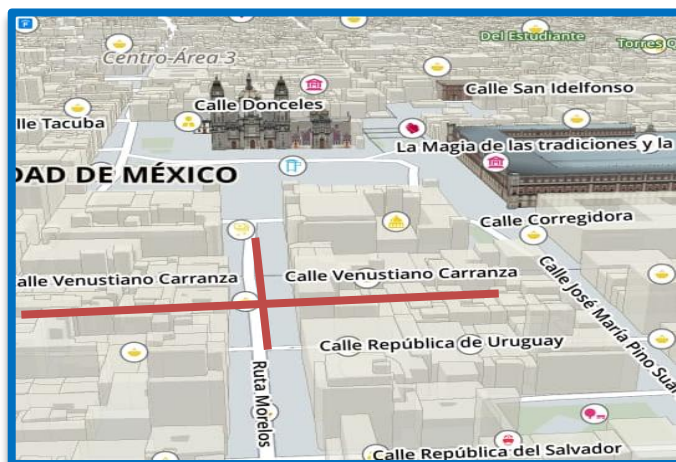 P
Del Estudiante
Centro-Área 3
Torres Q
Calle San Idelfonso
Calle Donceles
lle Tacuba
La Magia de las tradiciones y la
DAD DE MÉXICO
Calle Corregidora
alle Venustiano Carranza
Calle Venustiano Carranza
Calle José María Pino Suár
Calle República de Uruguay
Ruta Morelos
Calle República del Salvador